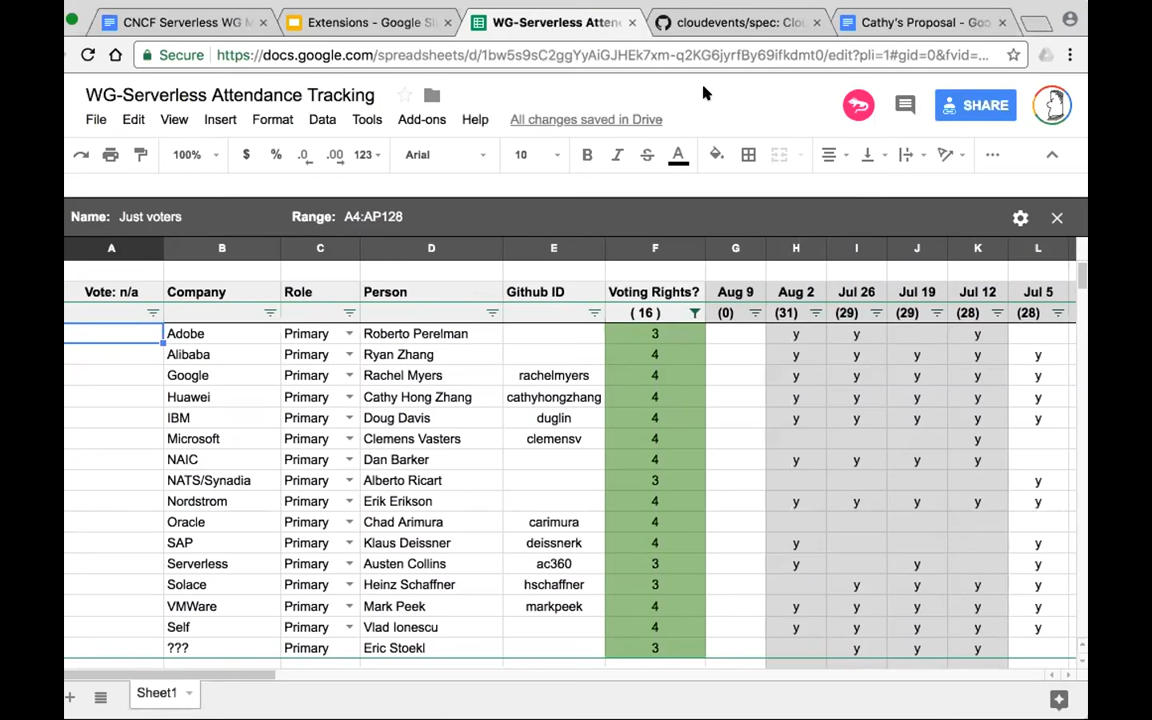 CNCF Serverless WG M
Extensions - Google Sli
WG-Serverless Atten
cloudevents/spec: Clou
Cathy's Proposal - Goo
Secure
https://docs.google.com/spreadsheets/d/1bw5s9sC2ggYyAiGJHEk7xm-q2KG6jyrfBy69ifkdmt0/edit?pli=1#gid=0&fvid=...
WG-Serverless Attendance Tracking
File Edit View Insert Format Data Tools Add-ons Help All changes saved in Drive
SHARE
100% $ % .0 .00 123 Arial 10 B I S A
Name: Just voters Range: A4:AP128
A B C D E F G H I J K L
Vote: n/a Company Role Person Github ID Voting Rights? Aug 9 Aug 2 Jul 26 Jul 19 Jul 12 Jul 5
( 16 ) (0) (31) (29) (29) (28) (28)
Adobe Primary Roberto Perelman 3 y y y
Alibaba Primary Ryan Zhang 4 y y y y y
Google Primary Rachel Myers rachelmyers 4 y y y y y
Huawei Primary Cathy Hong Zhang cathyhongzhang 4 y y y y y
IBM Primary Doug Davis duglin 4 y y y y y
Microsoft Primary Clemens Vasters clemensv 4 y
NAIC Primary Dan Barker 4 y y y y
NATS/Synadia Primary Alberto Ricart 3 y
Nordstrom Primary Erik Erikson 4 y y y y y
Oracle Primary Chad Arimura carimura 4
SAP Primary Klaus Deissner deissnerk 4 y y
Serverless Primary Austen Collins ac360 3 y y y
Solace Primary Heinz Schaffner hschaffner 3 y y y y
VMWare Primary Mark Peek markpeek 4 y y y y y
Self Primary Vlad Ionescu 4 y y y y y
??? Primary Eric Stoekl 3 y y y
Sheet1